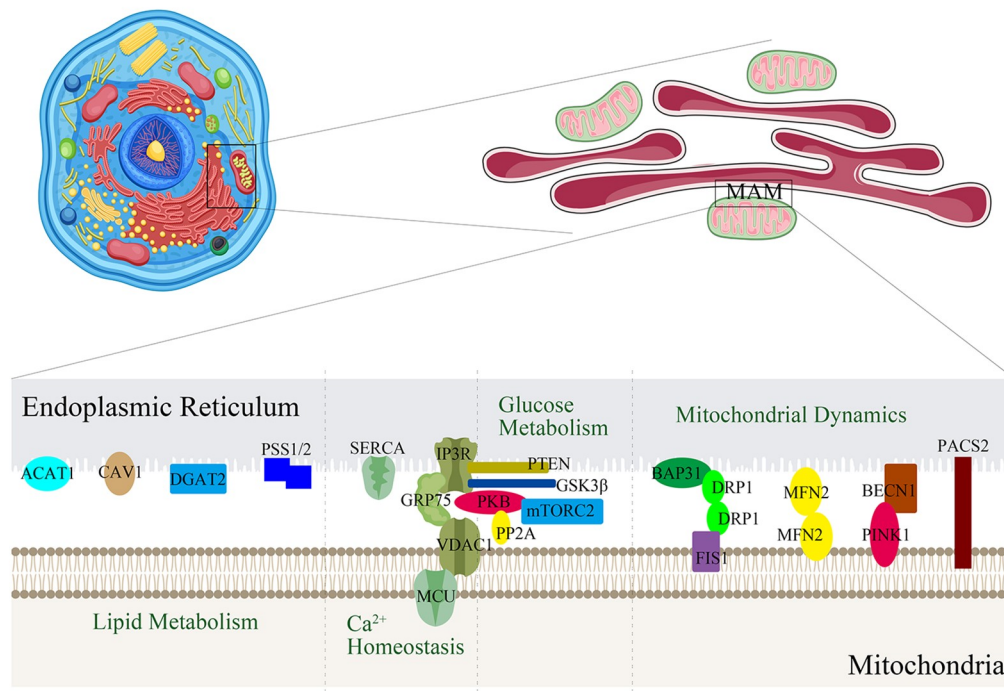 MAM
Endoplasmic Reticulum
Glucose
Metabolism
Mitochondrial Dynamics
ACAT1
CAV1
DGAT2
PSS1/2
SERCA
IP3R
GRP75
VDAC1
MCU
PTEN
GSK3β
PKB
mTORC2
PP2A
BAP31
DRP1
DRP1
FIS1
MFN2
MFN2
BECN1
PINK1
PACS2
Lipid Metabolism
Ca²⁺
Homeostasis
Mitochondria